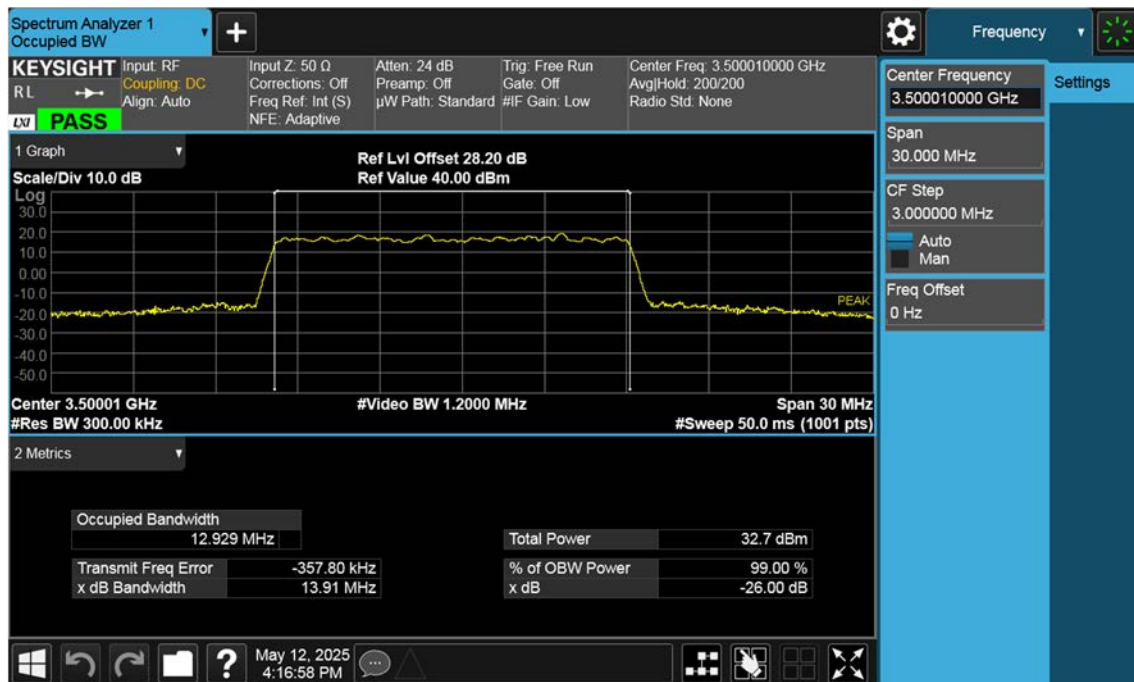 Spectrum Analyzer 1
Occupied BW
+
Frequency
KEYSIGHT
RL
LXI
PASS
Input: RF
Coupling: DC
Align: Auto
Input Z: 50 Ω
Corrections: Off
Freq Ref: Int (S)
NFE: Adaptive
Atten: 24 dB
Preamp: Off
µW Path: Standard
Trig: Free Run
Gate: Off
#IF Gain: Low
Center Freq: 3.500010000 GHz
Avg|Hold: 200/200
Radio Std: None
Center Frequency
3.500010000 GHz
Settings
Span
30.000 MHz
CF Step
3.000000 MHz
Auto
Man
Freq Offset
0 Hz
1 Graph
Scale/Div 10.0 dB
Ref Lvl Offset 28.20 dB
Ref Value 40.00 dBm
Log
30.0
20.0
10.0
0.00
-10.0
-20.0
-30.0
-40.0
-50.0
PEAK
Center 3.50001 GHz
#Res BW 300.00 kHz
#Video BW 1.2000 MHz
Span 30 MHz
#Sweep 50.0 ms (1001 pts)
2 Metrics
Occupied Bandwidth
12.929 MHz
Transmit Freq Error -357.80 kHz
x dB Bandwidth 13.91 MHz
Total Power 32.7 dBm
% of OBW Power 99.00 %
x dB -26.00 dB
?
May 12, 2025
4:16:58 PM